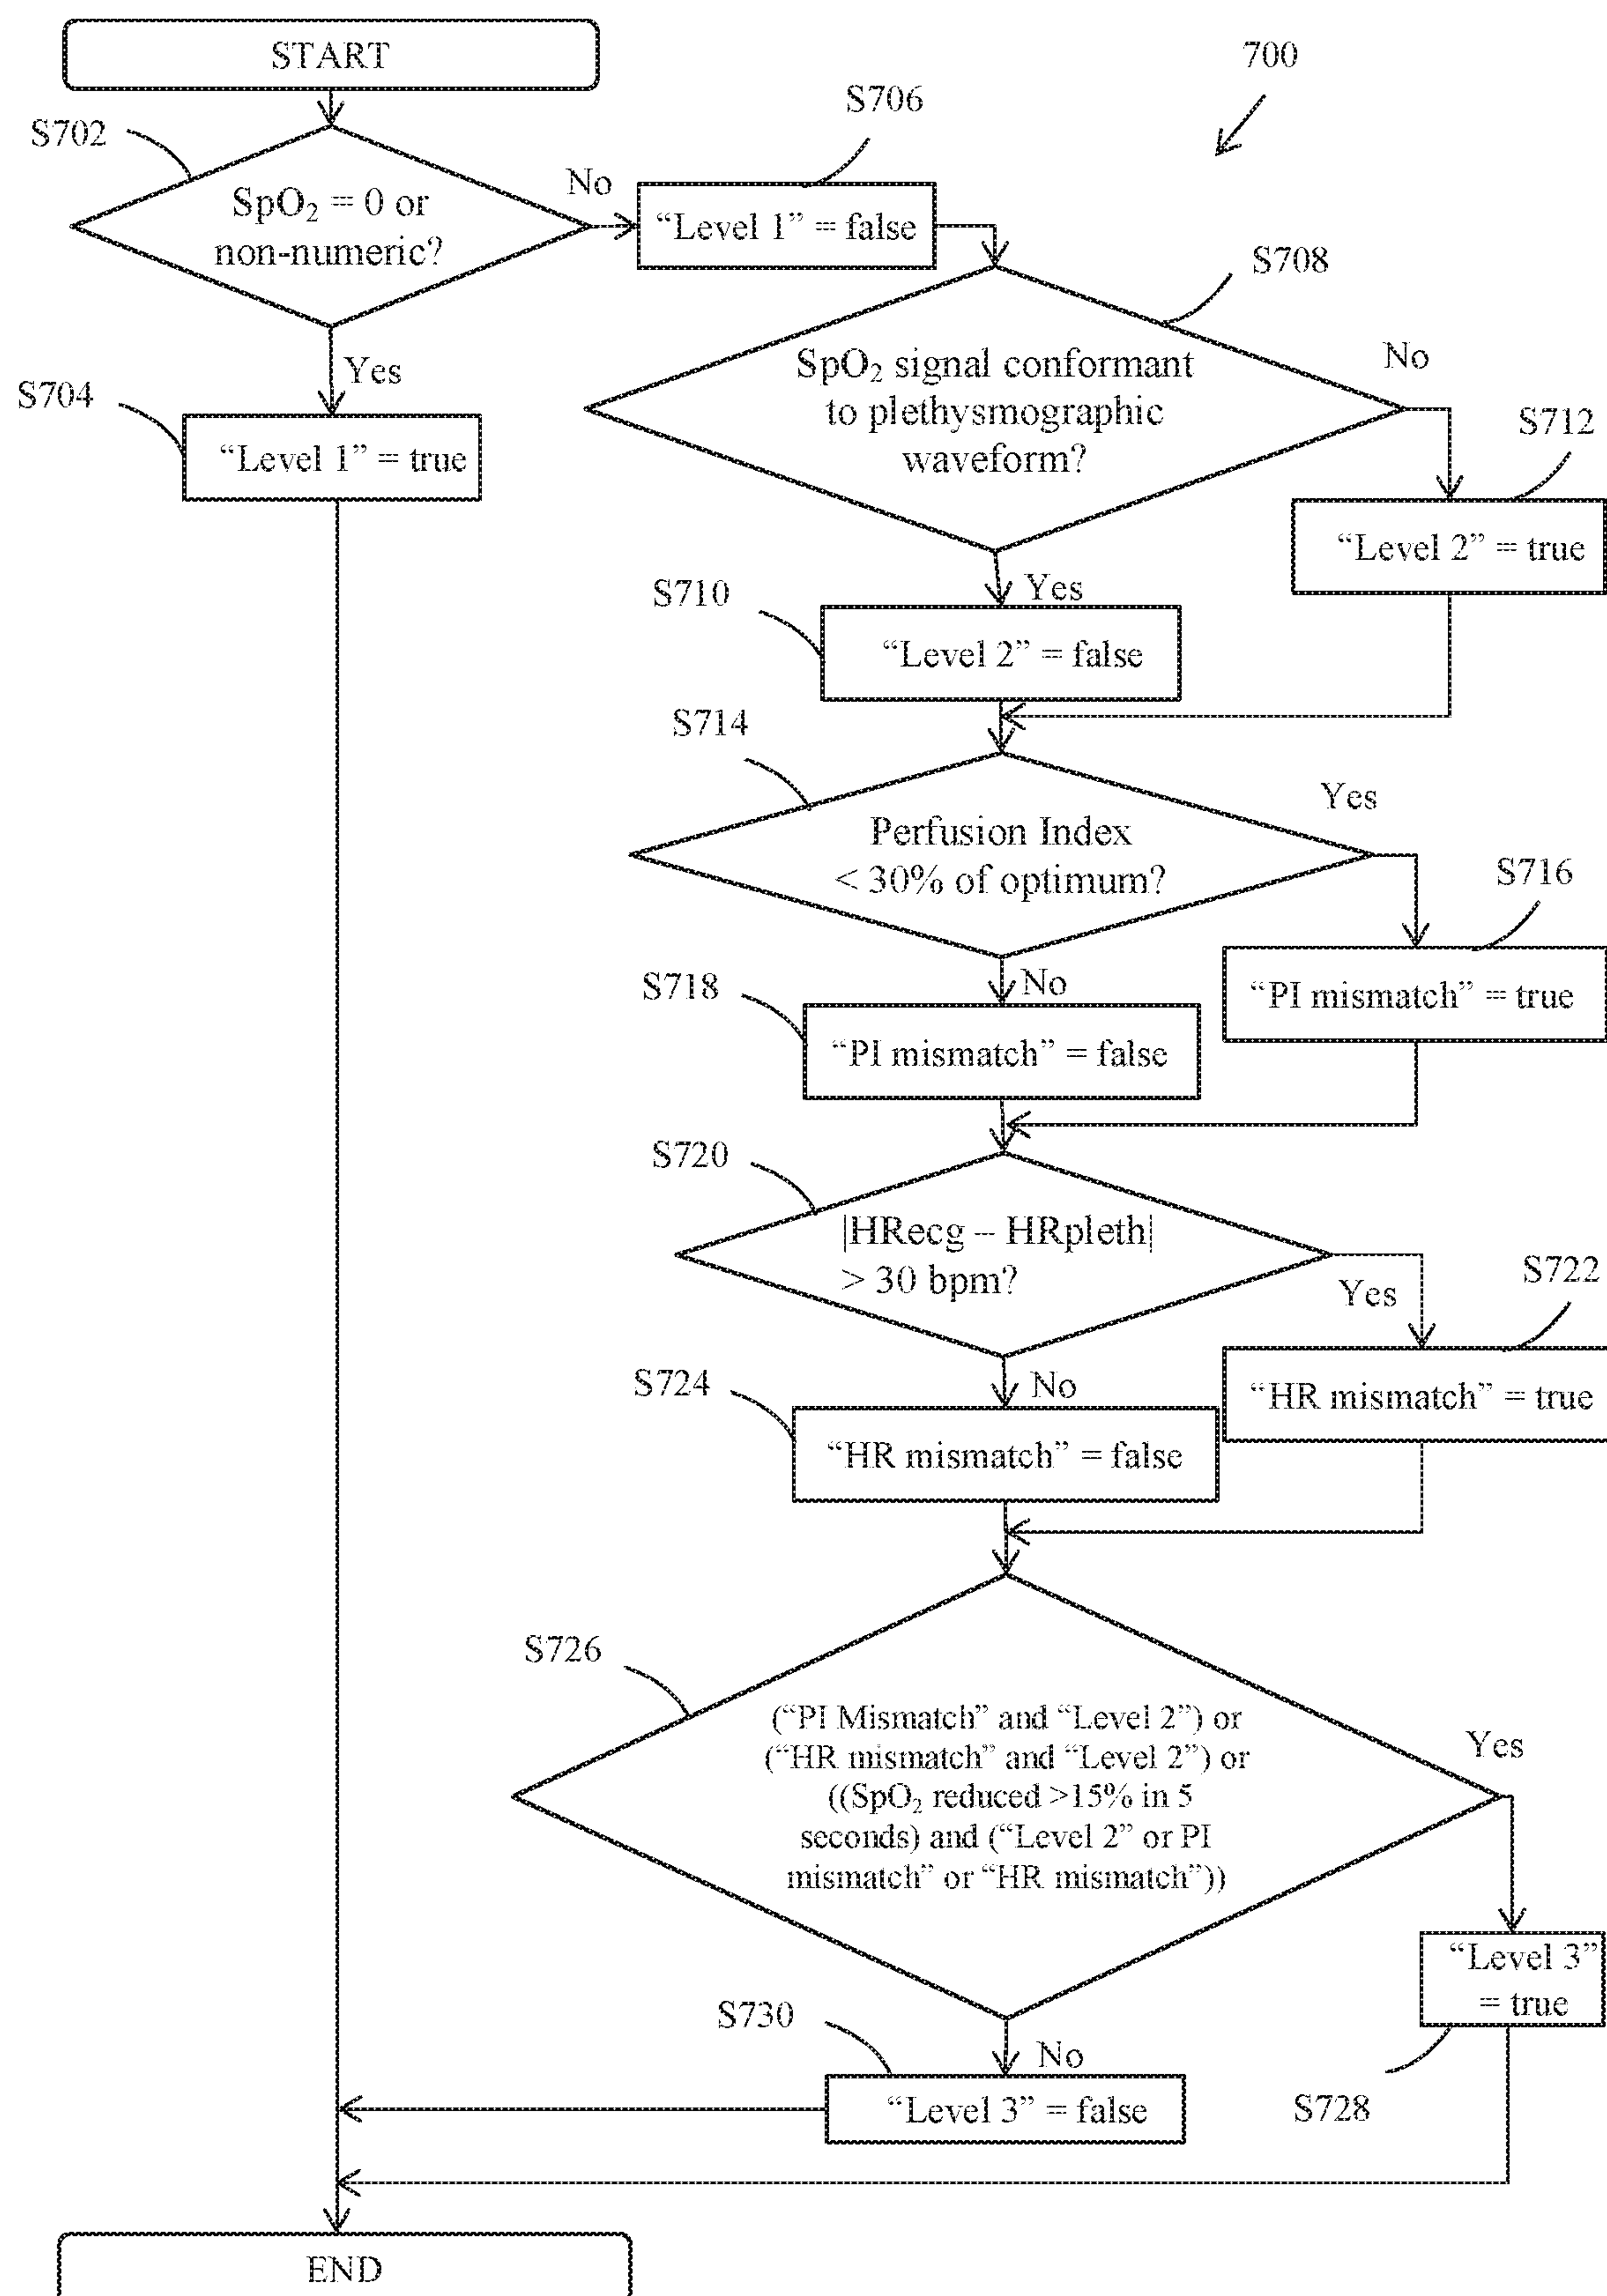 START
700
S706
S702
No
SpO₂ = 0 or
non-numeric?
"Level 1" = false
S708
Yes
S704
"Level 1" = true
SpO₂ signal conformant
to plethysmographic
waveform?
No
S712
"Level 2" = true
Yes
S710
"Level 2" = false
S714
Perfusion Index
< 30% of optimum?
Yes
S716
"PI mismatch" = true
No
S718
"PI mismatch" = false
S720
|HRecg – HRpleth|
> 30 bpm?
Yes
S722
"HR mismatch" = true
No
S724
"HR mismatch" = false
S726
("PI Mismatch" and "Level 2") or
("HR mismatch" and "Level 2") or
((SpO₂ reduced >15% in 5
seconds) and ("Level 2" or PI
mismatch" or "HR mismatch"))
Yes
"Level 3"
= true
S728
No
S730
"Level 3" = false
END